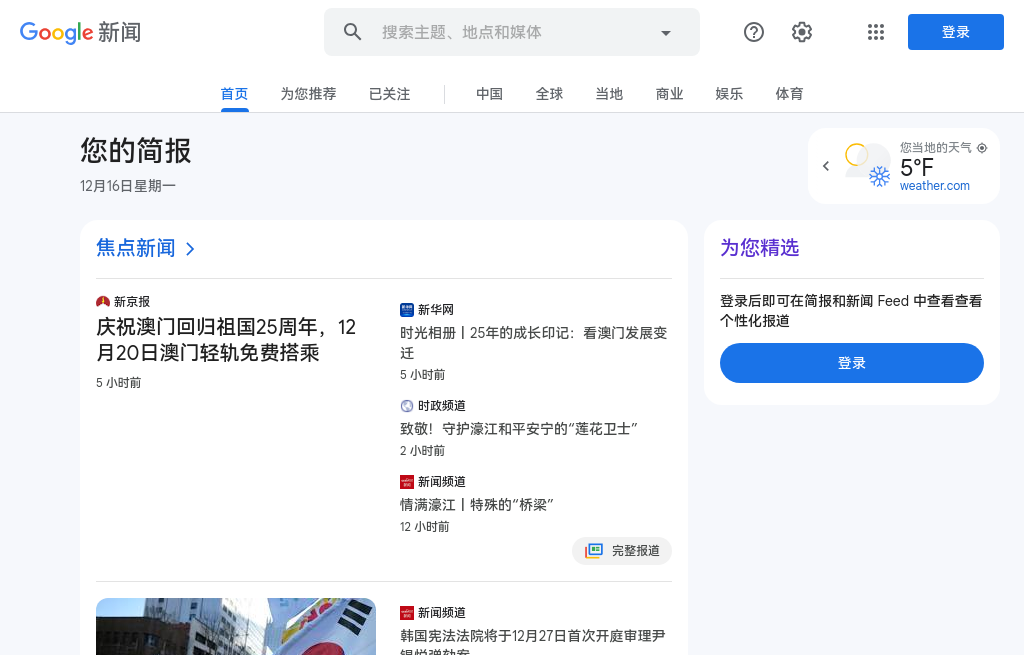 Google 新闻
搜索主题、地点和媒体
登录
首页
为您推荐
已关注
中国
全球
当地
商业
娱乐
体育
您的简报
12月16日星期一
您当地的天气
5°F
weather.com
焦点新闻
新京报
庆祝澳门回归祖国25周年，12
月20日澳门轻轨免费搭乘
5 小时前
新华网
时光相册丨25年的成长印记：看澳门发展变
迁
5 小时前
时政频道
致敬！守护濠江和平安宁的“莲花卫士”
2 小时前
新闻频道
情满濠江丨特殊的“桥梁”
12 小时前
完整报道
新闻频道
韩国宪法法院将于12月27日首次开庭审理尹
锡悦弹劾案
为您精选
登录后即可在简报和新闻 Feed 中查看查看
个性化报道
登录